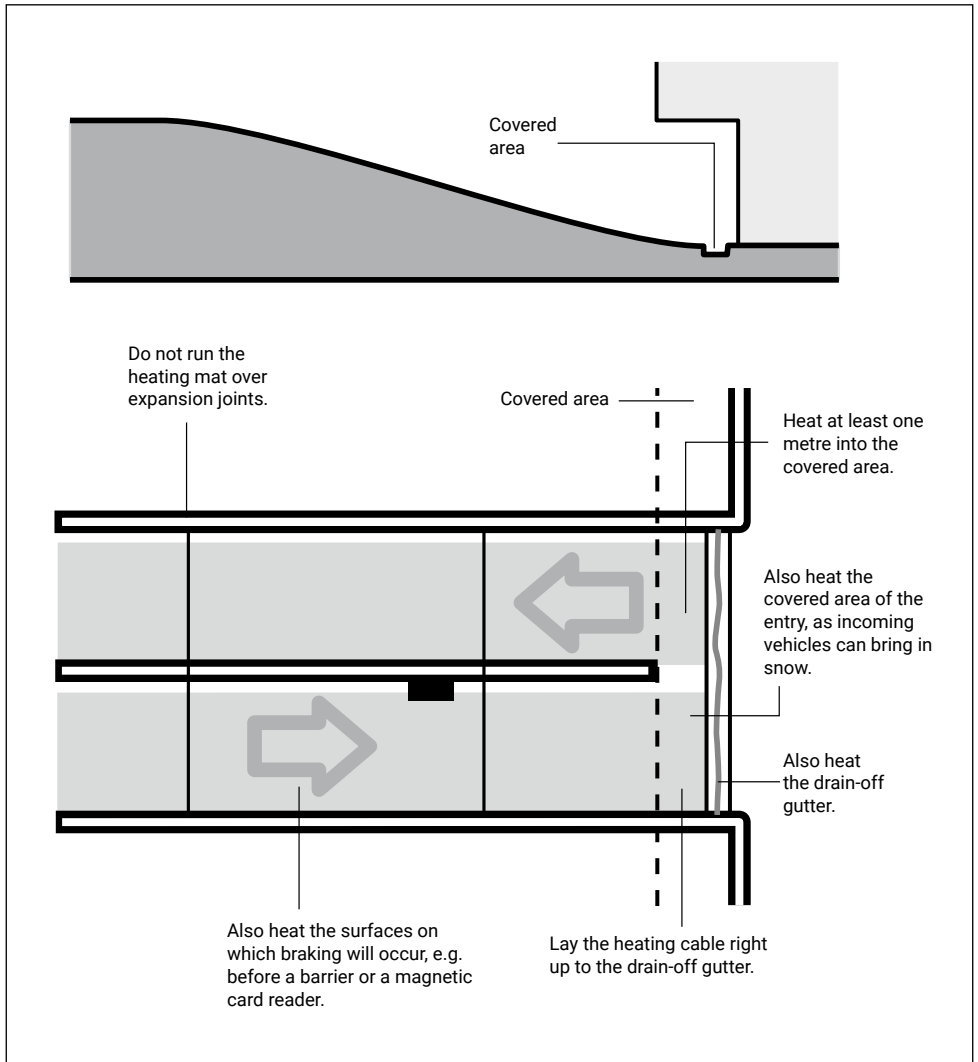 Covered
area
Do not run the
heating mat over
expansion joints.
Covered area
Heat at least one
metre into the
covered area.
Also heat the
covered area of the
entry, as incoming
vehicles can bring in
snow.
Also heat
the drain-off
gutter.
Also heat the surfaces on
which braking will occur, e.g.
before a barrier or a magnetic
card reader.
Lay the heating cable right
up to the drain-off gutter.